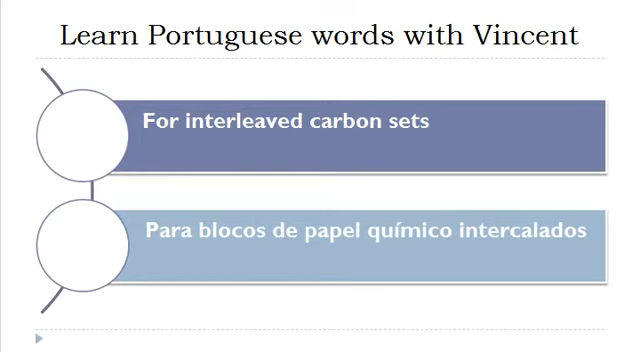 Learn Portuguese words with Vincent
For interleaved carbon sets
Para blocos de papel químico intercalados